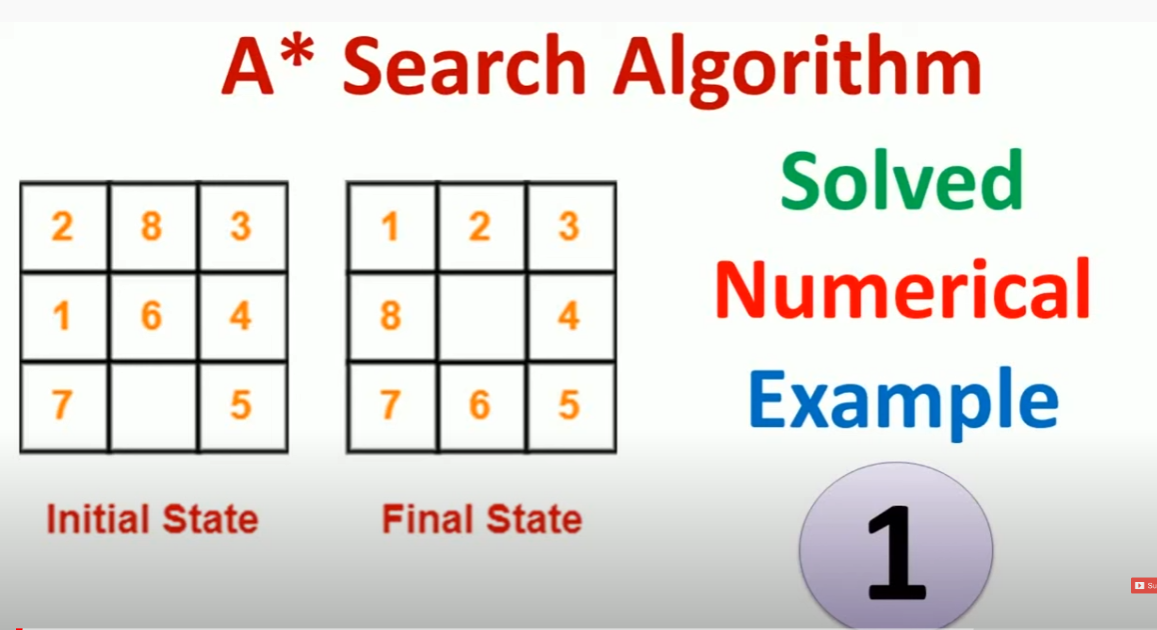 A* Search Algorithm
Solved
Numerical
Example
1
2 8 3
1 6 4
7 5
Initial State
1 2 3
8 4
7 6 5
Final State
Su